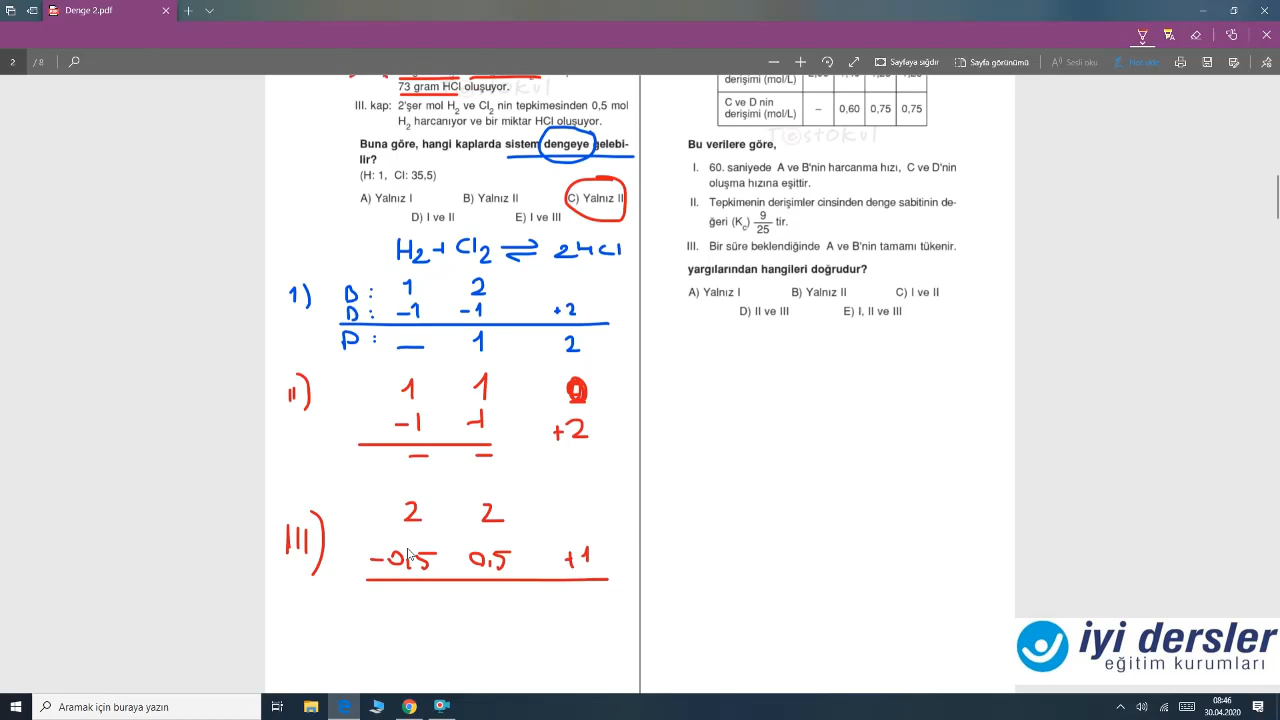 Denge 2.pdf
2 / 8
Sayfaya sığdır
Sayfa görünümü
Sesli oku
Not ekle
73 gram HCl oluşuyor.
III. kap: 2'şer mol H2 ve Cl2 nin tepkimesinden 0,5 mol
H2 harcanıyor ve bir miktar HCl oluşuyor.
Buna göre, hangi kaplarda sistem dengeye gelebi-
lir?
(H: 1, Cl: 35,5)
A) Yalnız I B) Yalnız II C) Yalnız III
D) I ve II E) I ve III
H2 + Cl2 ⇌ 2HCl
1) B : 1 2
D : -1 -1 +2
D : — 1 2
II) 1 1 0
-1 -1 +2
— —
III) 2 2
-0,5 0,5 +1
derişimi (mol/L)
C ve D nin
derişimi (mol/L) – 0,60 0,75 0,75
T@stokul
Bu verilere göre,
I. 60. saniyede A ve B'nin harcanma hızı, C ve D'nin
oluşma hızına eşittir.
II. Tepkimenin derişimler cinsinden denge sabitinin de-
ğeri (Kc) 9/25 tir.
III. Bir süre beklendiğinde A ve B'nin tamamı tükenir.
yargılarından hangileri doğrudur?
A) Yalnız I B) Yalnız II C) I ve II
D) II ve III E) I, II ve III
iyi dersler
eğitim kurumları
Aramak için buraya yazın
08:46
30.04.2020